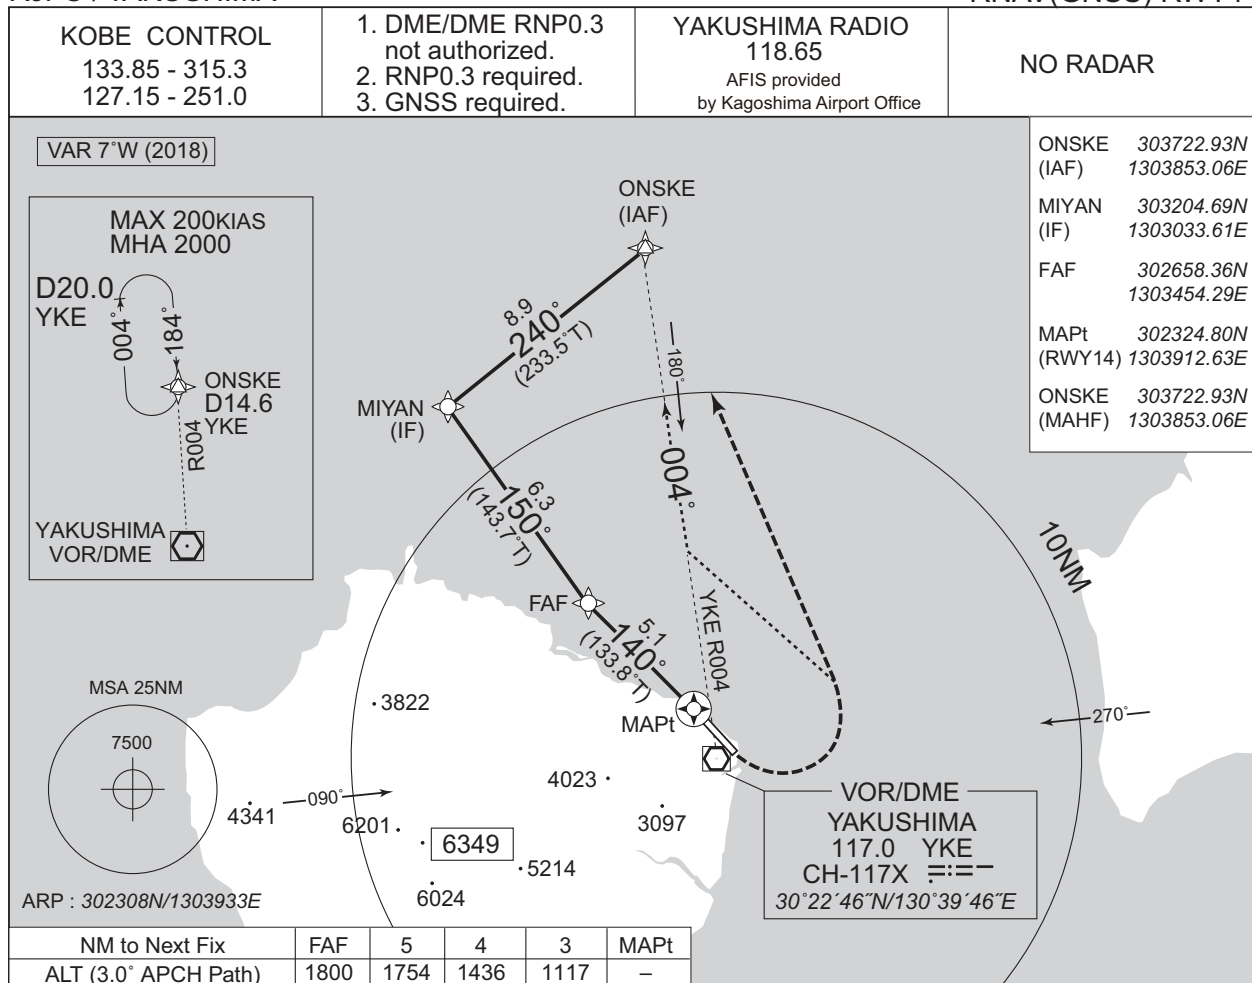 KOBE CONTROL
133.85 - 315.3
127.15 - 251.0
1. DME/DME RNP0.3
not authorized.
2. RNP0.3 required.
3. GNSS required.
YAKUSHIMA RADIO
118.65
AFIS provided
by Kagoshima Airport Office
NO RADAR
VAR 7˚W (2018)
MAX 200KIAS
MHA 2000
D20.0
YKE
004˚
184˚
ONSKE
D14.6
YKE
R004
YAKUSHIMA
VOR/DME
ONSKE
(IAF)
8.9
240˚
(233.5˚T)
MIYAN
(IF)
6.3
150˚
(143.7˚T)
FAF
5.1
140˚
(133.8˚T)
MAPt
180˚
004˚
YKE R004
10NM
270˚
090˚
ONSKE 303722.93N
(IAF) 1303853.06E
MIYAN 303204.69N
(IF) 1303033.61E
FAF 302658.36N
1303454.29E
MAPt 302324.80N
(RWY14) 1303912.63E
ONSKE 303722.93N
(MAHF) 1303853.06E
MSA 25NM
7500
3822
4023
3097
4341
6201
6349
5214
6024
VOR/DME
YAKUSHIMA
117.0 YKE
CH-117X
30˚22´46˝N/130˚39´46˝E
ARP : 302308N/1303933E
NM to Next Fix FAF 5 4 3 MAPt
ALT (3.0˚ APCH Path) 1800 1754 1436 1117 –